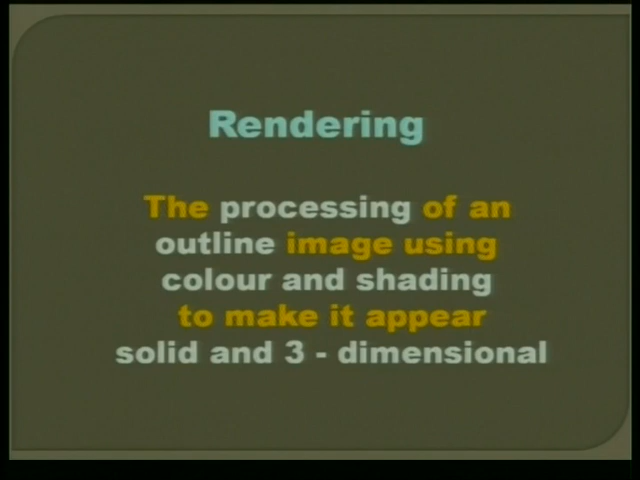 Rendering
The processing of an
outline image using
colour and shading
to make it appear
solid and 3 - dimensional